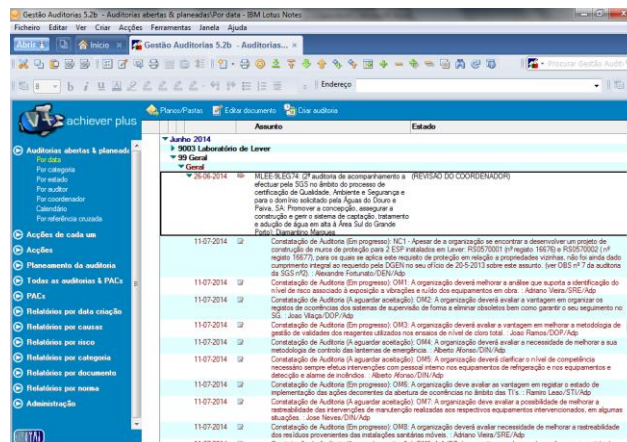 Gestão Auditorias 5.2b - Auditorias abertas & planeadas\Por data - IBM Lotus Notes
Ficheiro Editar Ver Criar Acções Ferramentas Janela Ajuda
Abrir Início Gestão Auditorias 5.2b - Auditorias...
Procurar Gestão Audit
8 b i u Endereço
achiever plus
Planos/Pastas Editar documento Criar auditoria
Assunto Estado
Auditorias abertas & planeada
Por data
Por categoria
Por estado
Por auditor
Por coordenador
Calendário
Por referência cruzada
Acções de cada um
Acções
Planeamento da auditoria
Todas as auditorias & PACs
PACs
Relatórios por data criação
Relatórios por causas
Relatórios por risco
Relatórios por categoria
Relatórios por documento
Relatórios por norma
Administração
VITAL
Junho 2014
9003 Laboratório de Lever
99 Geral
Geral
26-06-2014 MLEE-9LEG74: (2ª auditoria de acompanhamento a (REVISÃO DO COORDENADOR)
efectuar pela SGS no âmbito do processo de
certificação de Qualidade, Ambiente e Segurança e
para o domínio solicitado pela Águas do Douro e
Paiva, SA: Promover a concepção, assegurar a
construção e gerir o sistema de captação, tratamento
e adução de água em alta à Área Sul do Grande
Porto): Diamantino Marques
11-07-2014 Constatação de Auditoria (Em progresso): NC1 - Apesar de a organização se encontrar a desenvolver um projeto de
construção de muros de proteção para 2 ESP instalados em Lever: RS0570001 (nº registo 16676) e RS0570002 (nº
registo 16677), para os quais se aplica este requisito de proteção em relação a propriedades vizinhas, não foi ainda dado
cumprimento integral ao requerido pela DGEN no seu ofício de 20-5-2013 sobre este assunto. (ver OBS nº 7 da auditoria
da SGS nº2). : Alexandre Fortunato/DEN/Adp
11-07-2014 Constatação de Auditoria (Em progresso): OM1: A organização deverá melhorar a análise que suporta a identificação do
nível de risco associado à exposição a vibrações e ruído dos equipamentos em obra. : Adriano Vieira/SRE/Adp
11-07-2014 Constatação de Auditoria (A aguardar aceitação): OM2: A organização deverá avaliar a vantagem em organizar os
registos de ocorrências dos sistemas de supervisão de forma a eliminar obsoletos bem como garantir o seu seguimento no
SG. : Joao Vilaça/DOP/Adp
11-07-2014 Constatação de Auditoria (Em progresso): OM3: A organização deverá avaliar a vantagem em melhorar a metodologia de
gestão de validades dos reagentes utilizados nos ensaios de nível de cloro total. : Joao Ramos/DOP/Adp
11-07-2014 Constatação de Auditoria (A aguardar aceitação): OM4: A organização deverá avaliar a necessidade de melhorar a sua
metodologia de controlo das lanternas de emergência. : Alberto Afonso/DIN/Adp
11-07-2014 Constatação de Auditoria (A aguardar aceitação): OM5: A organização deverá clarificar o nível de competência
necessário sempre efetue intervenções com pessoal interno nos equipamentos de refrigeração e nos equipamentos e
detecção e alarme de incêndios. : Alberto Afonso/DIN/Adp
11-07-2014 Constatação de Auditoria (Em progresso): OM6: A organização deve avaliar as vantagem em registar o estado de
implementação das ações decorrentes da abertura de ocorrências no âmbito das TI's. : Ramiro Leao/STI/Adp
11-07-2014 Constatação de Auditoria (A aguardar aceitação): OM7: A organização deve avaliar a possibilidade de melhorar a
rastreabilidade das intervenções de manutenção realizadas aos respectivos equipamentos intervencionados, em algumas
situações. : Jose Neves/DIN/Adp
11-07-2014 Constatação de Auditoria (Em progresso): OM8: A organização deverá avaliar necessidade de melhorar a rastreabilidade
dos resíduos provenientes das instalações sanitárias móveis. : Adriano Vieira/SRE/Adp